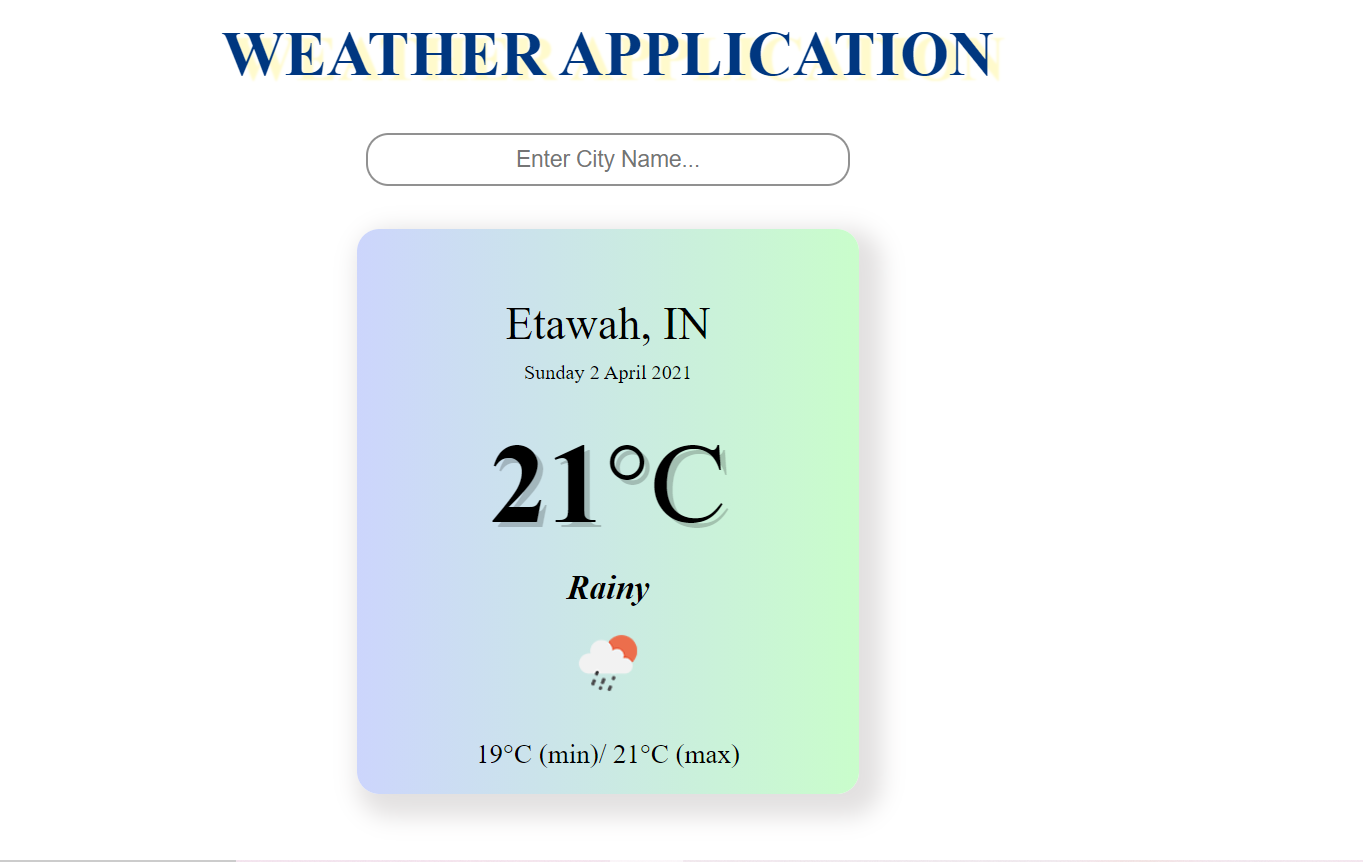 WEATHER APPLICATION
Enter City Name...
Etawah, IN
Sunday 2 April 2021
21°C
Rainy
19°C (min)/ 21°C (max)